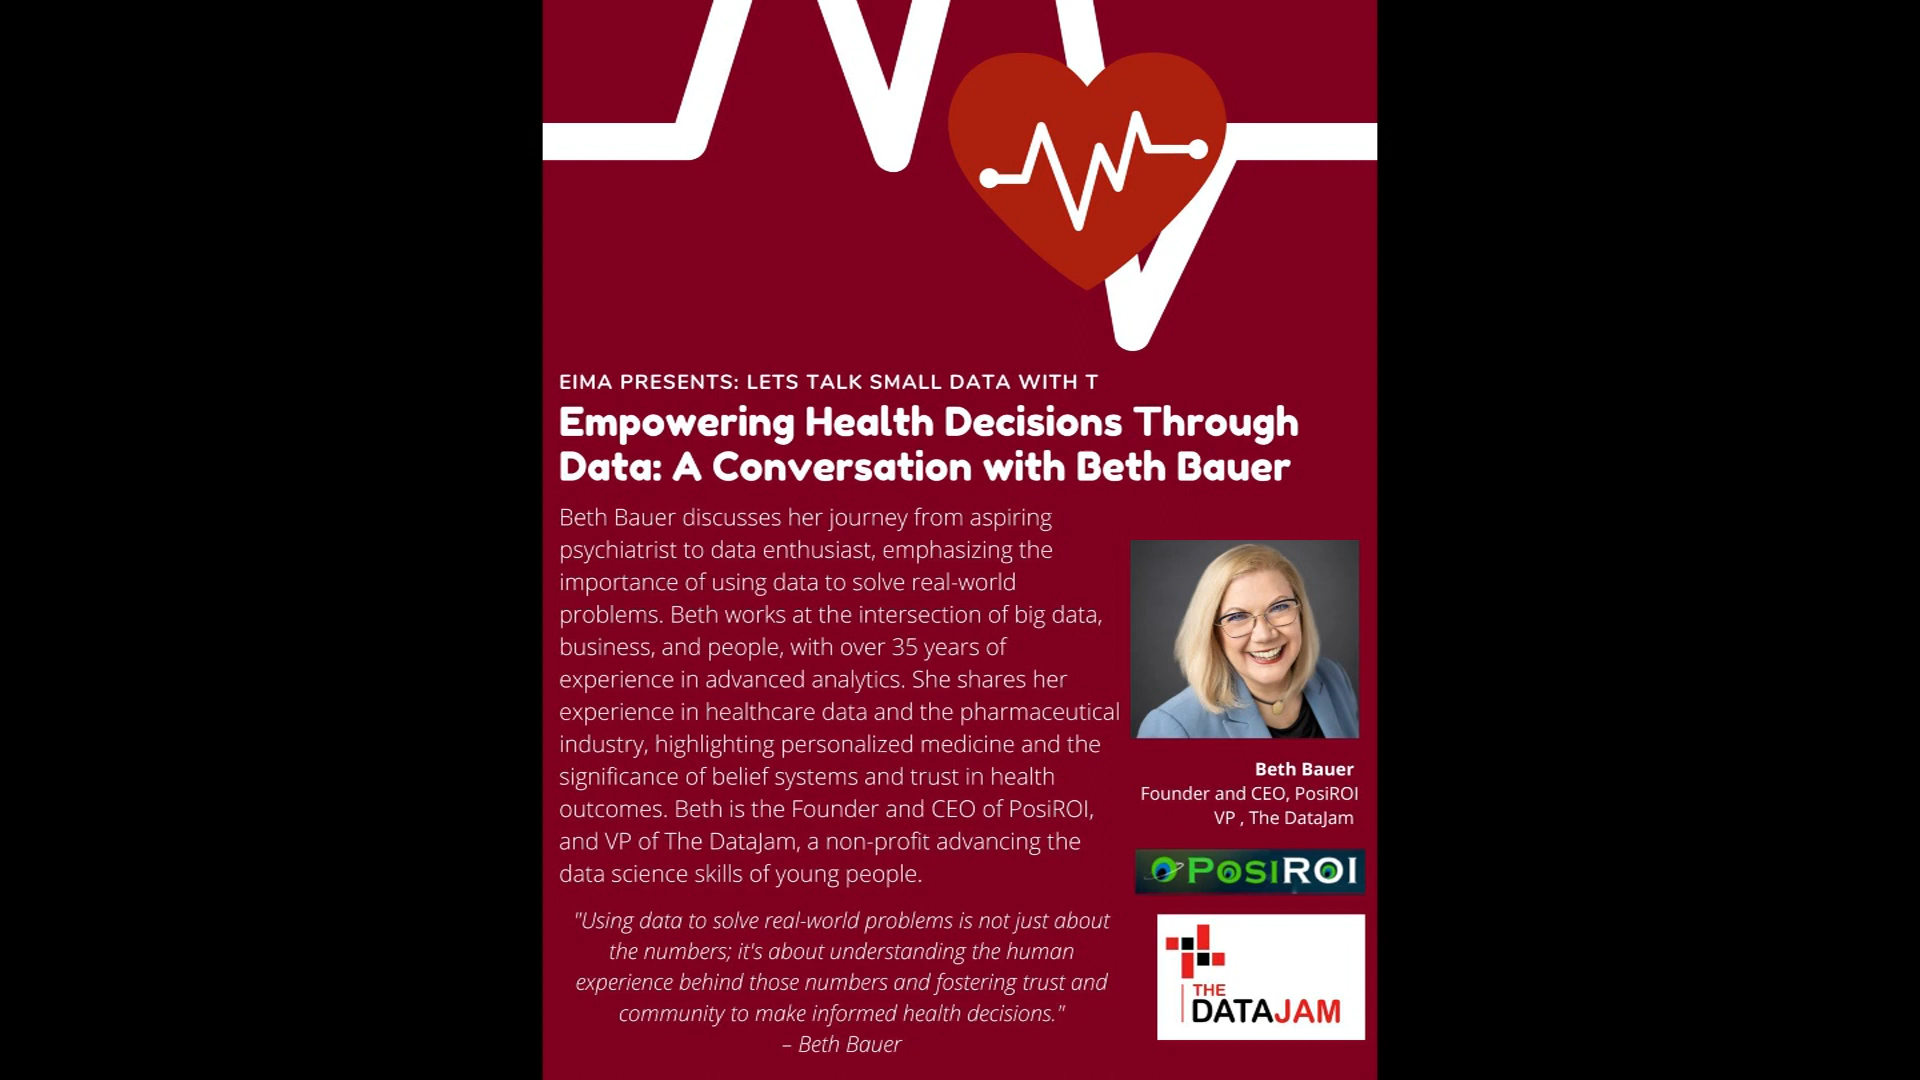 EIMA PRESENTS: LETS TALK SMALL DATA WITH T
Empowering Health Decisions Through
Data: A Conversation with Beth Bauer
Beth Bauer discusses her journey from aspiring
psychiatrist to data enthusiast, emphasizing the
importance of using data to solve real-world
problems. Beth works at the intersection of big data,
business, and people, with over 35 years of
experience in advanced analytics. She shares her
experience in healthcare data and the pharmaceutical
industry, highlighting personalized medicine and the
significance of belief systems and trust in health
outcomes. Beth is the Founder and CEO of PosiROI,
and VP of The DataJam, a non-profit advancing the
data science skills of young people.
"Using data to solve real-world problems is not just about
the numbers; it's about understanding the human
experience behind those numbers and fostering trust and
community to make informed health decisions."
– Beth Bauer
Beth Bauer
Founder and CEO, PosiROI
VP , The DataJam
POSIROI
THE
DATAJAM